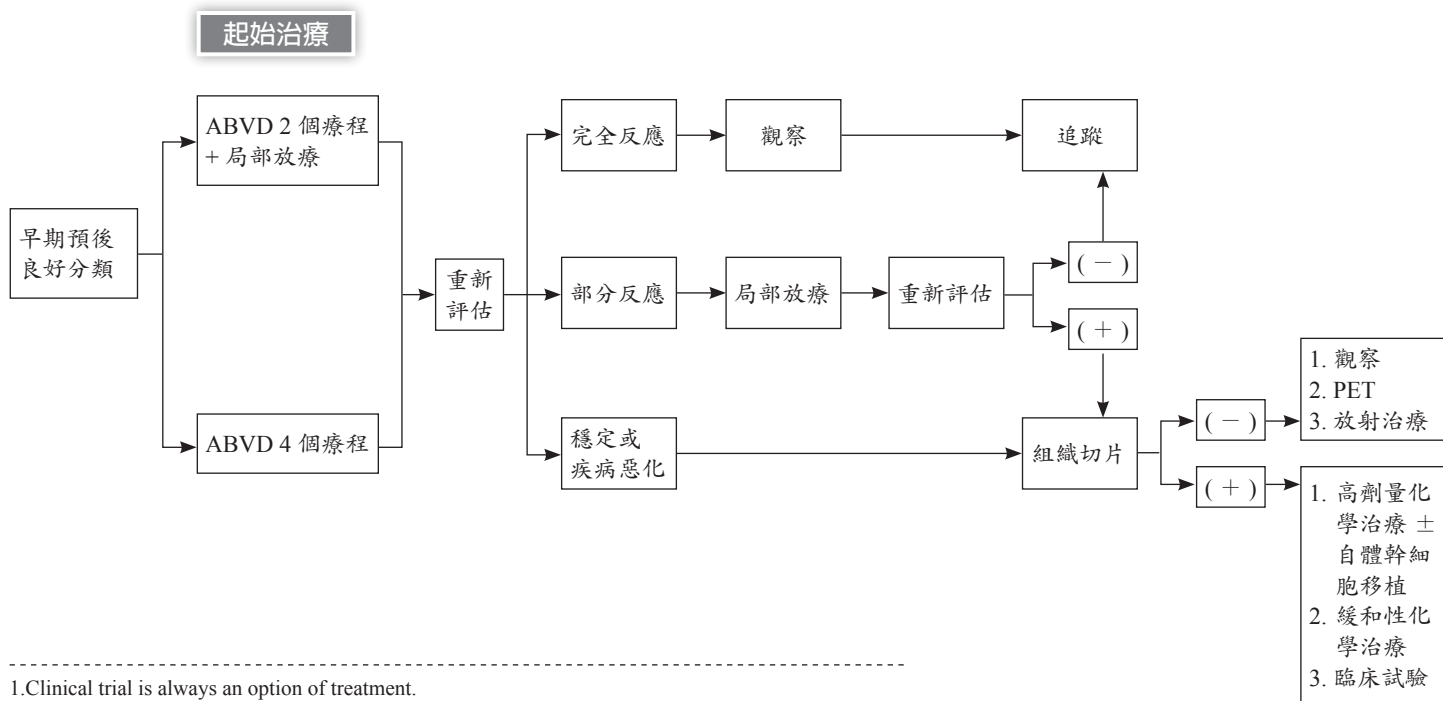 起始治療
早期預後
良好分類
ABVD 2 個療程
+ 局部放療
ABVD 4 個療程
重新
評估
完全反應
觀察
追蹤
部分反應
局部放療
重新評估
( － )
( ＋ )
穩定或
疾病惡化
組織切片
( － )
1. 觀察
2. PET
3. 放射治療
( ＋ )
1. 高劑量化
學治療 ±
自體幹細
胞移植
2. 緩和性化
學治療
3. 臨床試驗
1.Clinical trial is always an option of treatment.